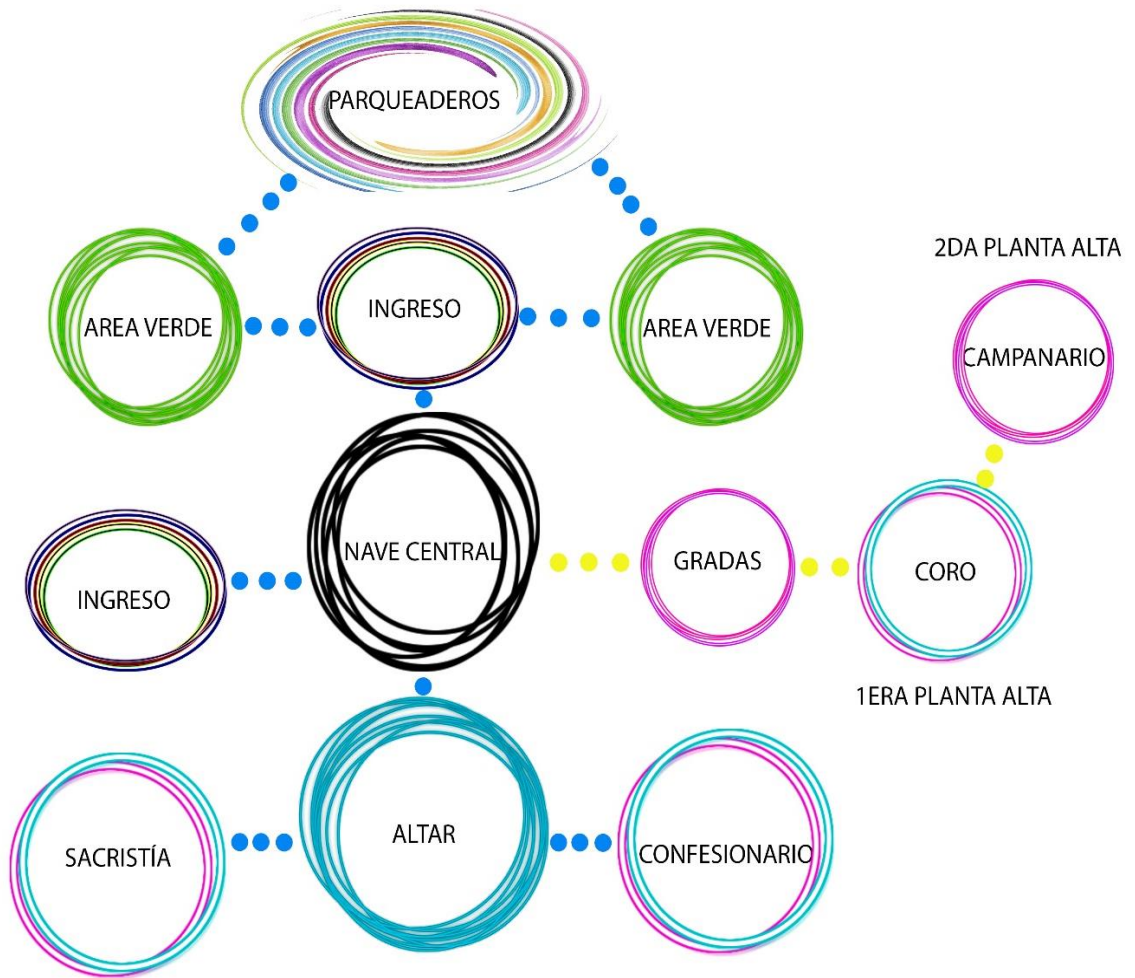 PARQUEADEROS
AREA VERDE
INGRESO
AREA VERDE
2DA PLANTA ALTA
CAMPANARIO
INGRESO
NAVE CENTRAL
GRADAS
CORO
1ERA PLANTA ALTA
SACRISTÍA
ALTAR
CONFESIONARIO